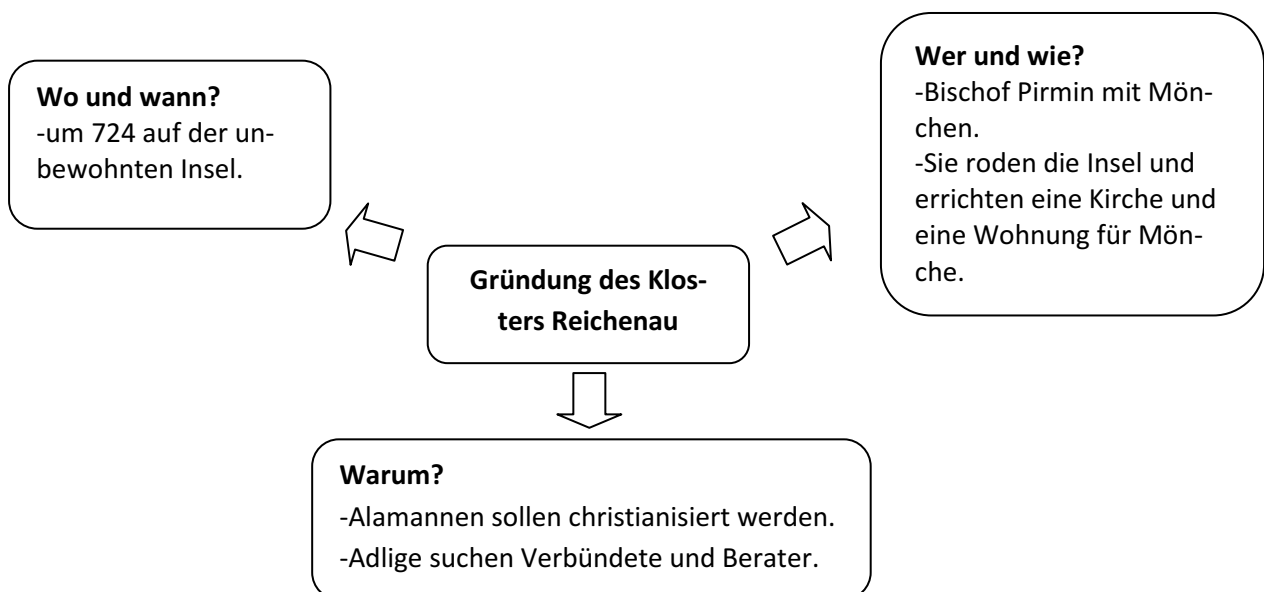 Wo und wann?
-um 724 auf der un-
bewohnten Insel.
Wer und wie?
-Bischof Pirmin mit Mön-
chen.
-Sie roden die Insel und
errichten eine Kirche und
eine Wohnung für Mön-
che.
Gründung des Klos-
ters Reichenau
Warum?
-Alamannen sollen christianisiert werden.
-Adlige suchen Verbündete und Berater.